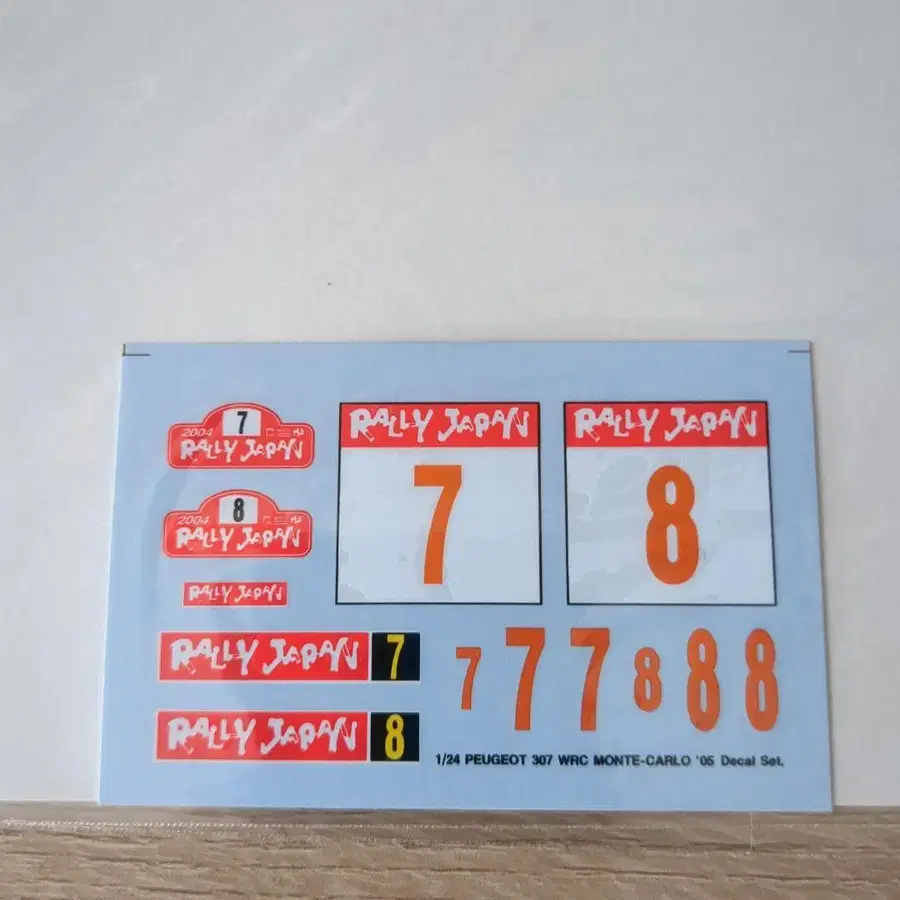 7
2004
RALLY JAPAN
8
2004
RALLY JAPAN
RALLY JAPAN
RALLY JAPAN 7
RALLY JAPAN 8
RALLY JAPAN
7
RALLY JAPAN
8
7 7 7 8 8 8
1/24 PEUGEOT 307 WRC MONTE-CARLO '05 Decal Set.